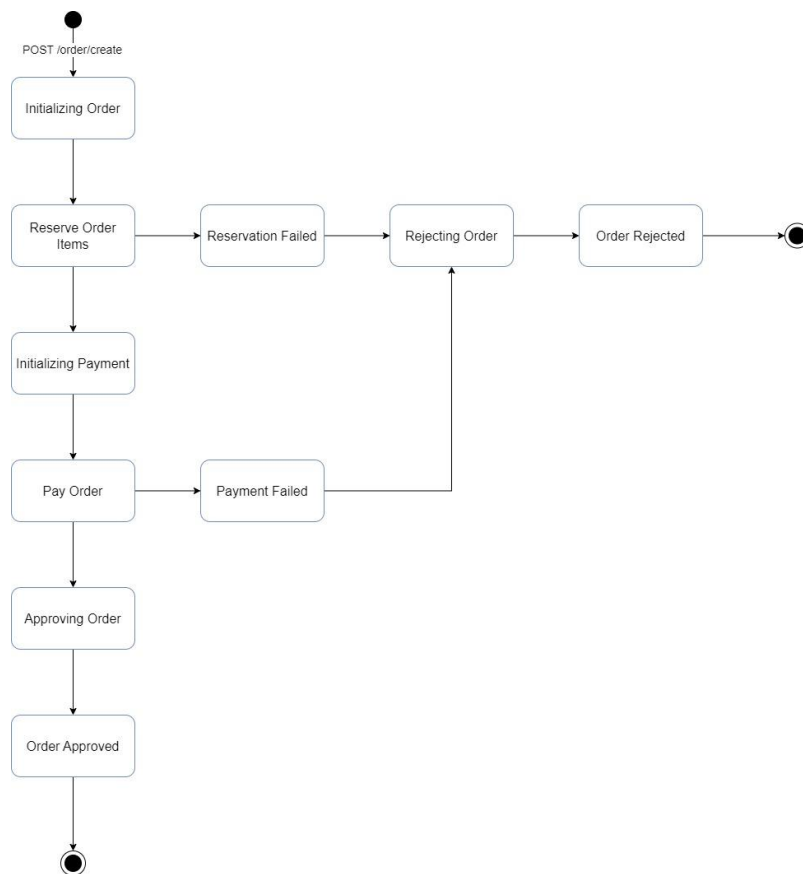 POST /order/create
Initializing Order
Reserve Order
Items
Reservation Failed
Rejecting Order
Order Rejected
Initializing Payment
Pay Order
Payment Failed
Approving Order
Order Approved